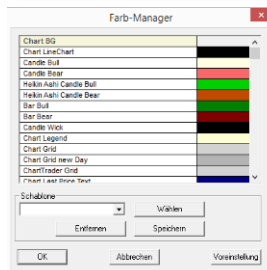 Farb-Manager
Chart BG
Chart LineChart
Candle Bull
Candle Bear
Heikin Ashi Candle Bull
Heikin Ashi Candle Bear
Bar Bull
Bar Bear
Candle Wick
Chart Legend
Chart Grid
Chart Grid new Day
ChartTrader Grid
Chart Last Price Text
Schablone
Wählen
Entfernen
Speichern
OK
Abbrechen
Voreinstellung